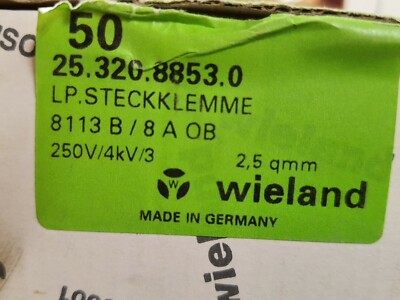 50
25.320.8853.0
LP.STECKKLEMME
8113 B / 8 A OB
250V/4kV/3
2,5 qmm
W
wieland
MADE IN GERMANY